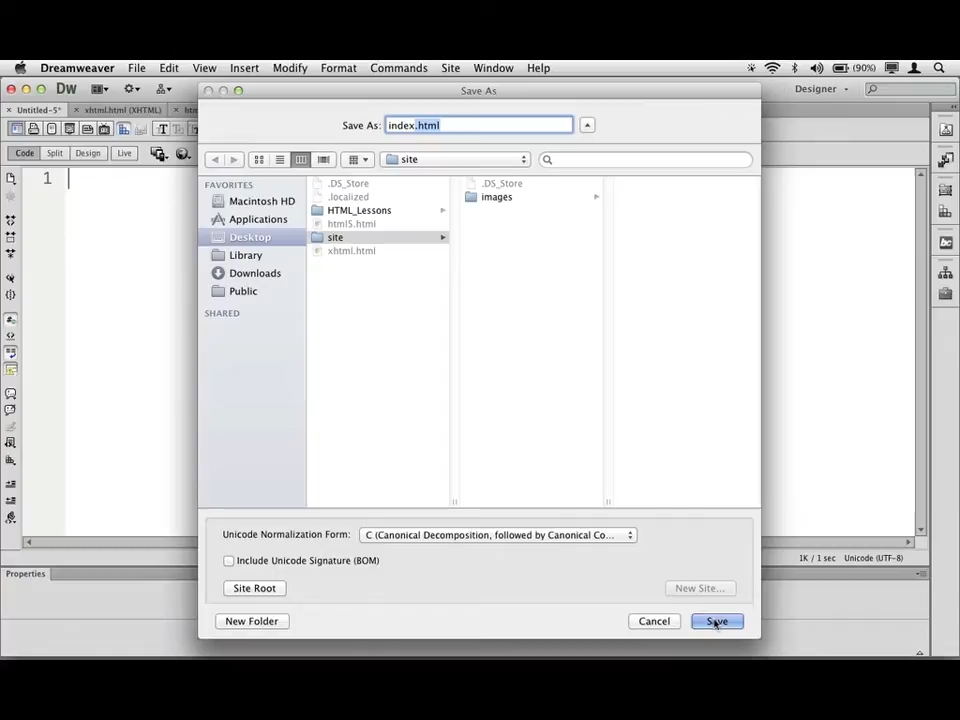 Dreamweaver File Edit View Insert Modify Format Commands Site Window Help (90%)
Dw Designer
Save As
Untitled-5* xhtml.html (XHTML)
Save As: index.html
Code Split Design Live
site
1
FAVORITES
Macintosh HD
Applications
Desktop
Library
Downloads
Public
SHARED
.DS_Store
.localized
HTML_Lessons
html5.html
site
xhtml.html
.DS_Store
images
Unicode Normalization Form: C (Canonical Decomposition, followed by Canonical Co...
Include Unicode Signature (BOM)
1K / 1 sec Unicode (UTF-8)
Properties
Site Root New Site...
New Folder Cancel Save